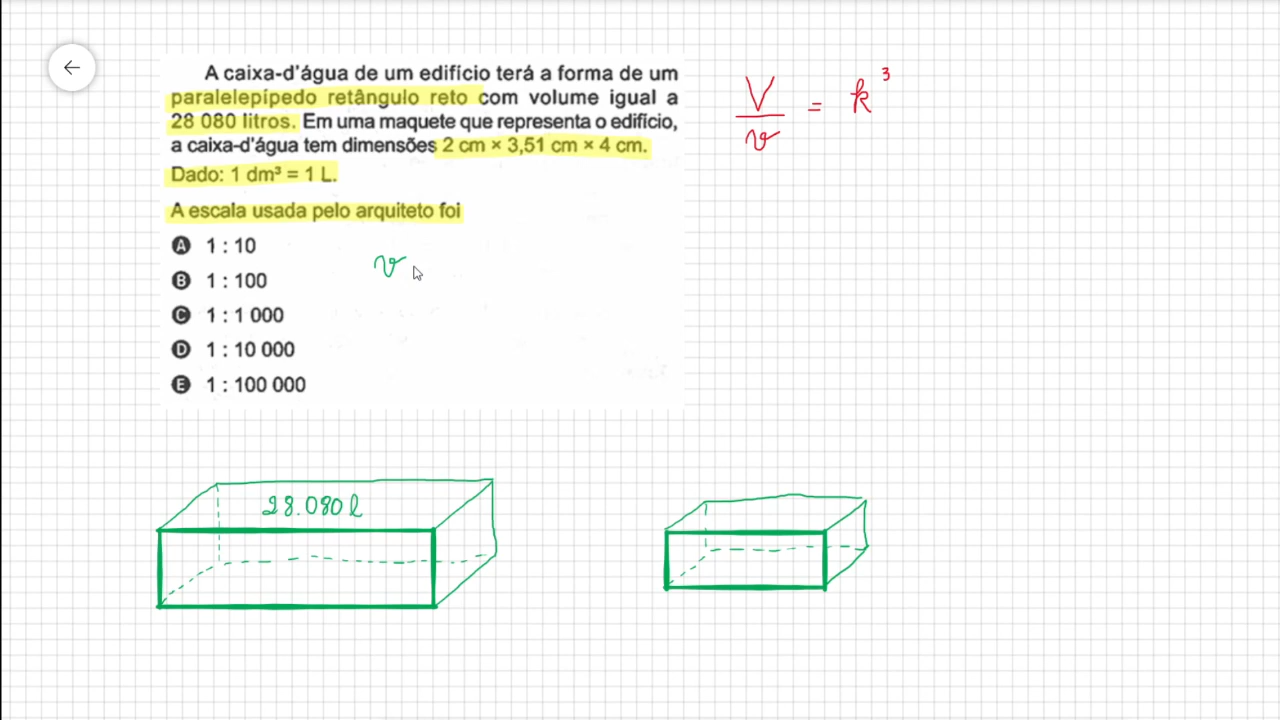 A caixa-d'água de um edifício terá a forma de um
paralelepípedo retângulo reto com volume igual a
28 080 litros. Em uma maquete que representa o edifício,
a caixa-d'água tem dimensões 2 cm × 3,51 cm × 4 cm.
Dado: 1 dm³ = 1 L.
A escala usada pelo arquiteto foi
A 1 : 10
B 1 : 100
C 1 : 1 000
D 1 : 10 000
E 1 : 100 000
V/v = k³
v
28.080 l